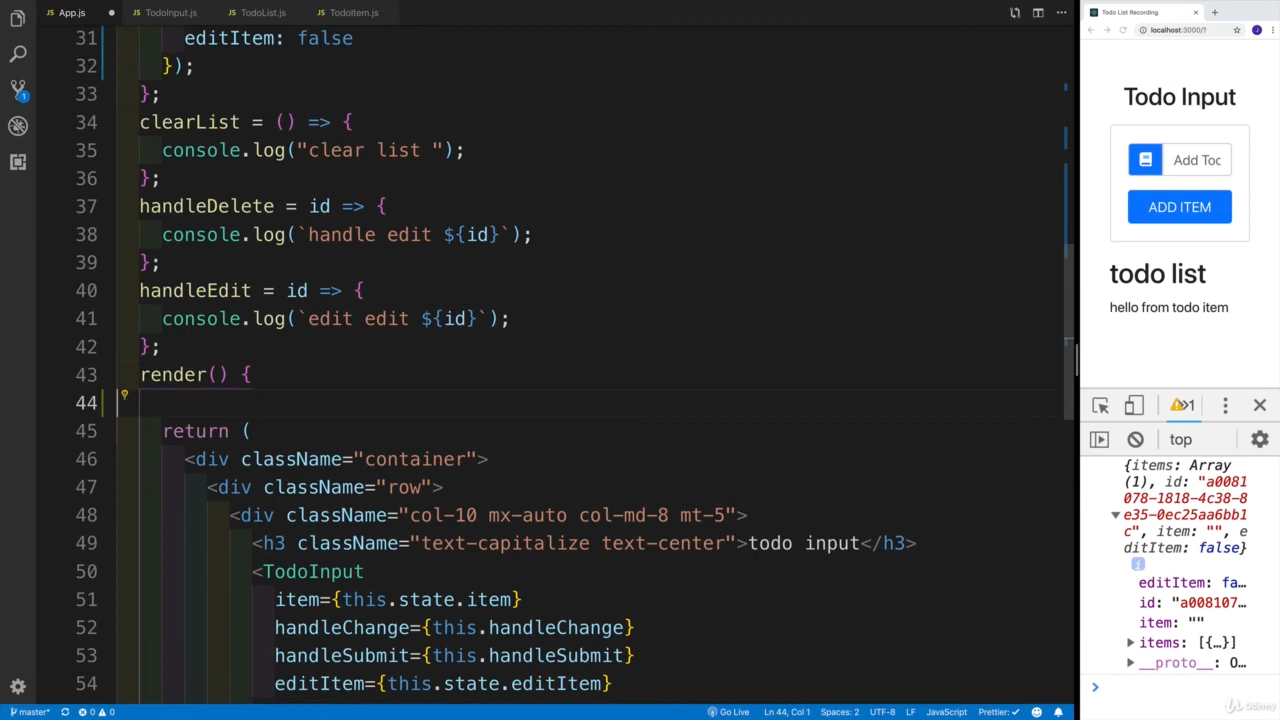 App.js
TodoInput.js
TodoList.js
TodoItem.js
31 editItem: false
32 });
33 };
34 clearList = () => {
35 console.log("clear list ");
36 };
37 handleDelete = id => {
38 console.log(`handle edit ${id}`);
39 };
40 handleEdit = id => {
41 console.log(`edit edit ${id}`);
42 };
43 render() {
44
45 return (
46 <div className="container">
47 <div className="row">
48 <div className="col-10 mx-auto col-md-8 mt-5">
49 <h3 className="text-capitalize text-center">todo input</h3>
50 <TodoInput
51 item={this.state.item}
52 handleChange={this.handleChange}
53 handleSubmit={this.handleSubmit}
54 editItem={this.state.editItem}
1
master*
0 0
Go Live
Ln 44, Col 1
Spaces: 2
UTF-8
LF
JavaScript
Prettier: ✓
Todo List Recording
localhost:3000/?
J
Todo Input
Add Toc
ADD ITEM
todo list
hello from todo item
1
top
{items: Array
(1), id: "a0081
078-1818-4c38-8
e35-0ec25aa6bb1
c", item: "", e
ditItem: false}
i
editItem: fa…
id: "a008107…
item: ""
items: [{…}]
__proto__: O…
Udemy